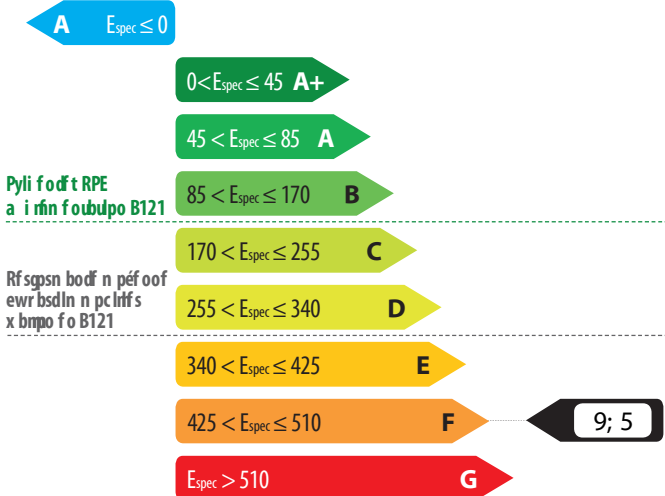 A Espec ≤ 0
0<Espec ≤ 45 A+
45 < Espec ≤ 85 A
Pyli f odf t RPE
a i mfin f oubulpo B121
85 < Espec ≤ 170 B
170 < Espec ≤ 255 C
Rf sgpsn bodf n péf oof
ewr bsdln n pclnlfs
x bmpo f o B121
255 < Espec ≤ 340 D
340 < Espec ≤ 425 E
425 < Espec ≤ 510 F
9; 5
Espec > 510 G